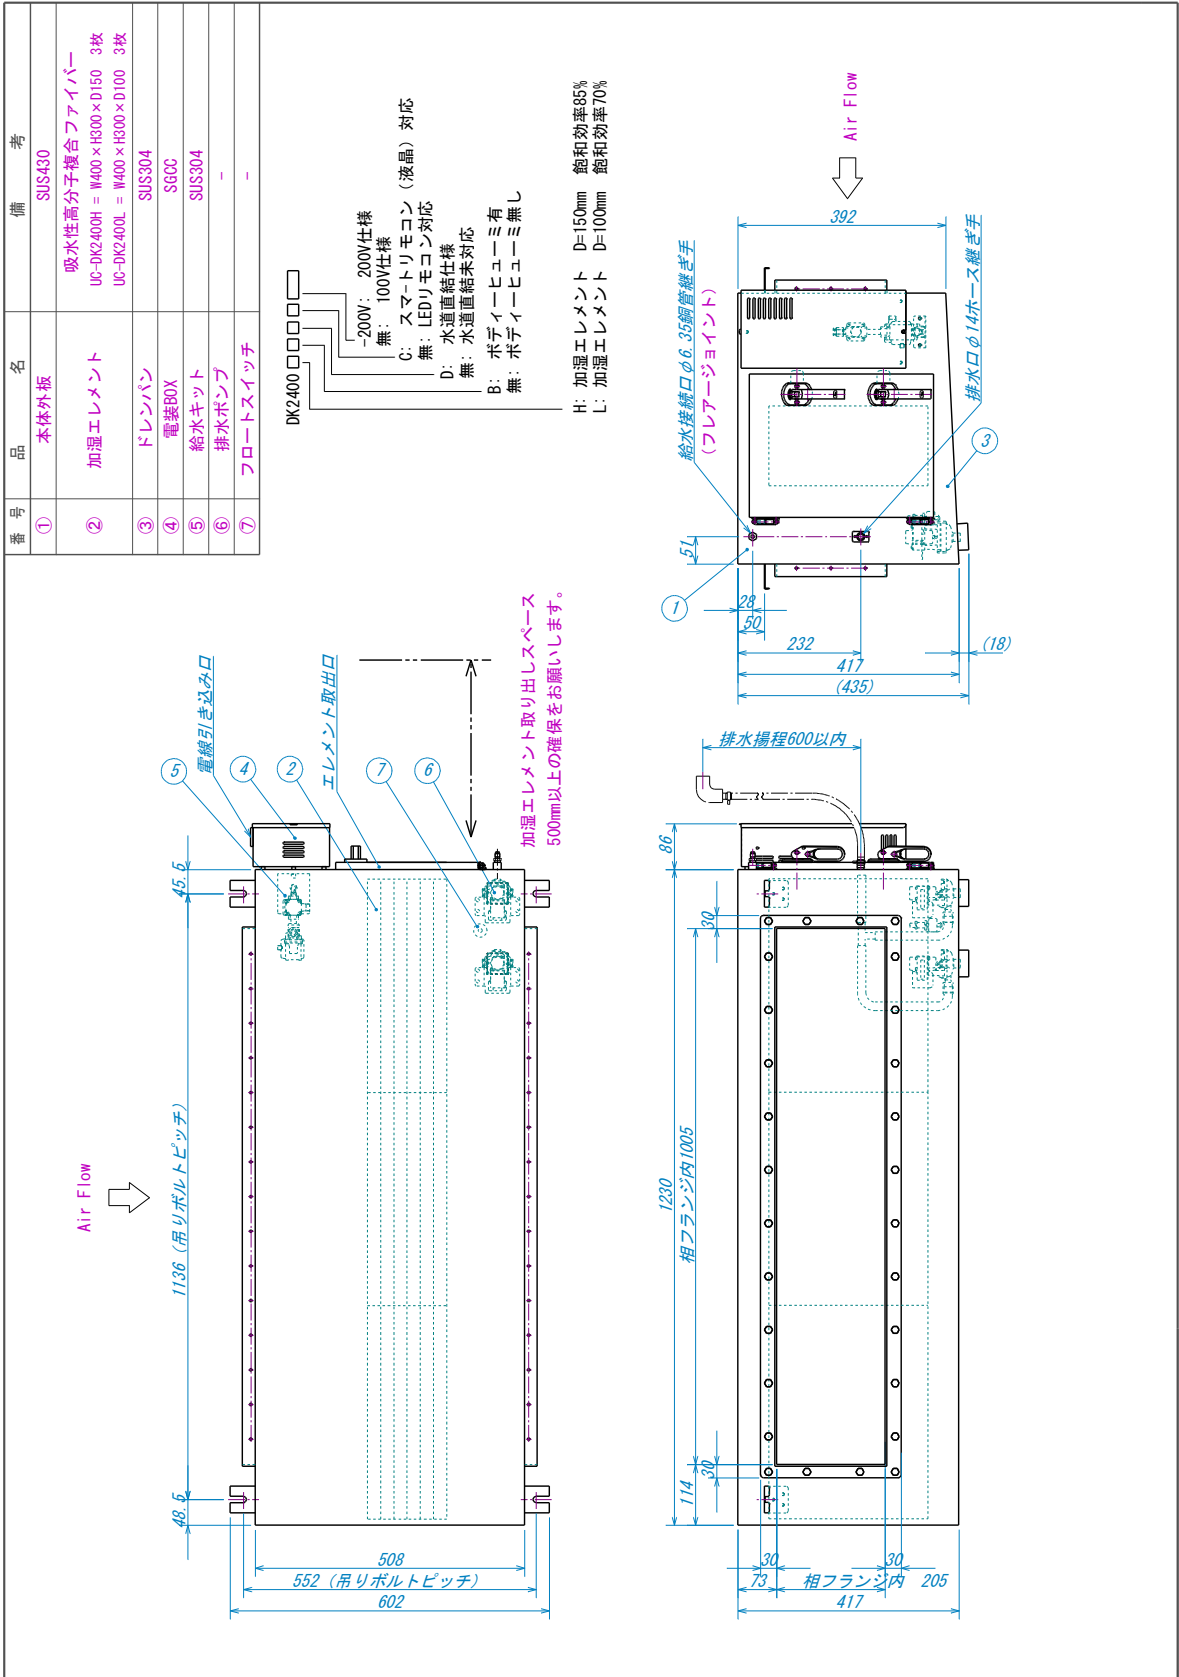 番号 品名 備考
① 本体外板 SUS430
② 加湿エレメント 吸水性高分子複合ファイバー
UC-DK2400H = W400×H300×D150 3枚
UC-DK2400L = W400×H300×D100 3枚
③ ドレンパン SUS304
④ 電装BOX SGCC
⑤ 給水キット SUS304
⑥ 排水ポンプ -
⑦ フロートスイッチ -
DK2400 □ □ □ □ □
-200V: 200V仕様
無: 100V仕様
C: スマートリモコン(液晶)対応
無: LEDリモコン対応
D: 水道直結仕様
無: 水道直結未対応
B: ボディーヒューミ有
無: ボディーヒューミ無し
H: 加湿エレメント D=150mm 飽和効率85%
L: 加湿エレメント D=100mm 飽和効率70%
Air Flow
電線引き込み口
エレメント取出口
5
4
2
7
6
加湿エレメント取り出しスペース
500mm以上の確保をお願いします。
45.5
1136 (吊りボルトピッチ)
48.5
508
552 (吊りボルトピッチ)
602
Air Flow
392
給水接続口φ6.35銅管継ぎ手
(フレアージョイント)
排水口φ14ホース継ぎ手
3
1
51
28
50
232
417
(435)
(18)
排水揚程600以内
86
30
1230
相フランジ内1005
30
114
30
30
73
相フランジ内 205
417